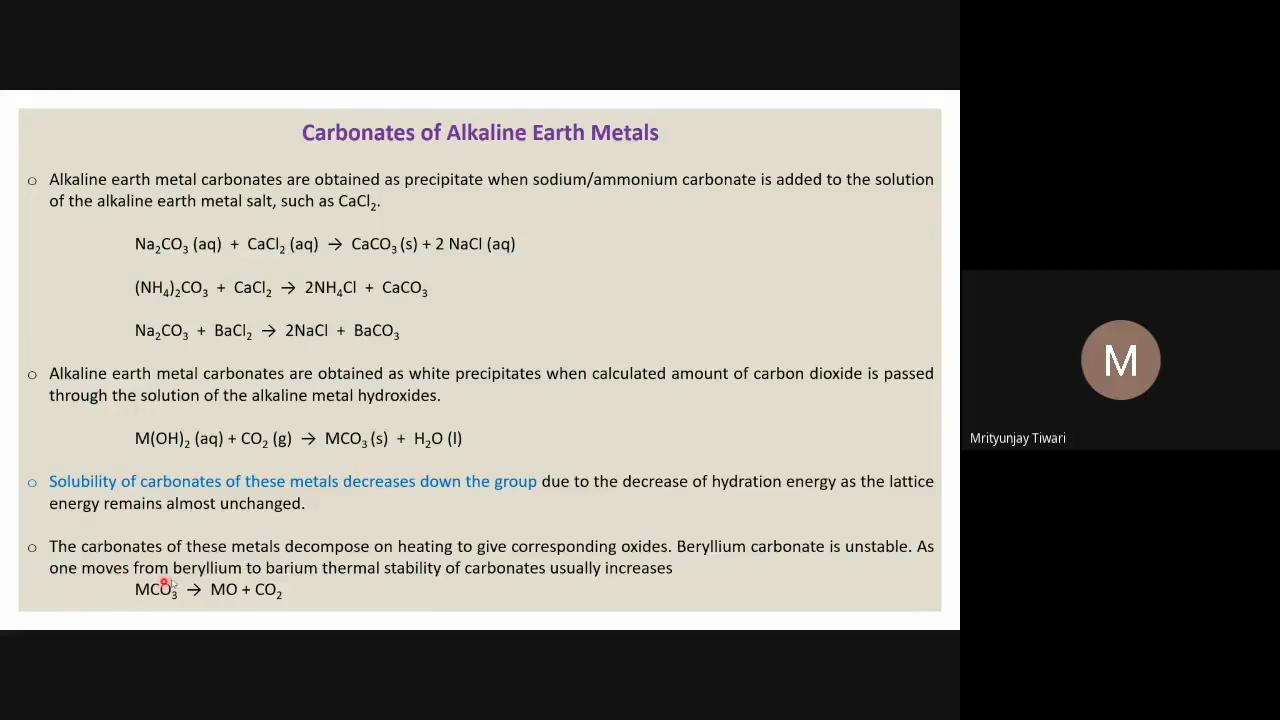 Carbonates of Alkaline Earth Metals
o Alkaline earth metal carbonates are obtained as precipitate when sodium/ammonium carbonate is added to the solution
of the alkaline earth metal salt, such as CaCl₂.
Na₂CO₃ (aq) + CaCl₂ (aq) → CaCO₃ (s) + 2 NaCl (aq)
(NH₄)₂CO₃ + CaCl₂ → 2NH₄Cl + CaCO₃
Na₂CO₃ + BaCl₂ → 2NaCl + BaCO₃
o Alkaline earth metal carbonates are obtained as white precipitates when calculated amount of carbon dioxide is passed
through the solution of the alkaline metal hydroxides.
M(OH)₂ (aq) + CO₂ (g) → MCO₃ (s) + H₂O (l)
o Solubility of carbonates of these metals decreases down the group due to the decrease of hydration energy as the lattice
energy remains almost unchanged.
o The carbonates of these metals decompose on heating to give corresponding oxides. Beryllium carbonate is unstable. As
one moves from beryllium to barium thermal stability of carbonates usually increases
MCO₃ → MO + CO₂
M
Mrityunjay Tiwari